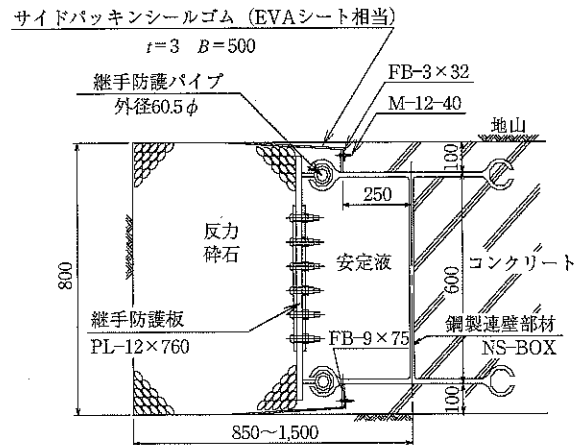 サイドパッキンシールゴム（EVAシート相当）
t=3 B=500
継手防護パイプ
外径60.5φ
FB-3×32
M-12-40
地山
100
250
反力
砕石
安定液
コンクリート
800
600
継手防護板
PL-12×760
FB-9×75
鋼製連壁部材
NS-BOX
100
850～1,500